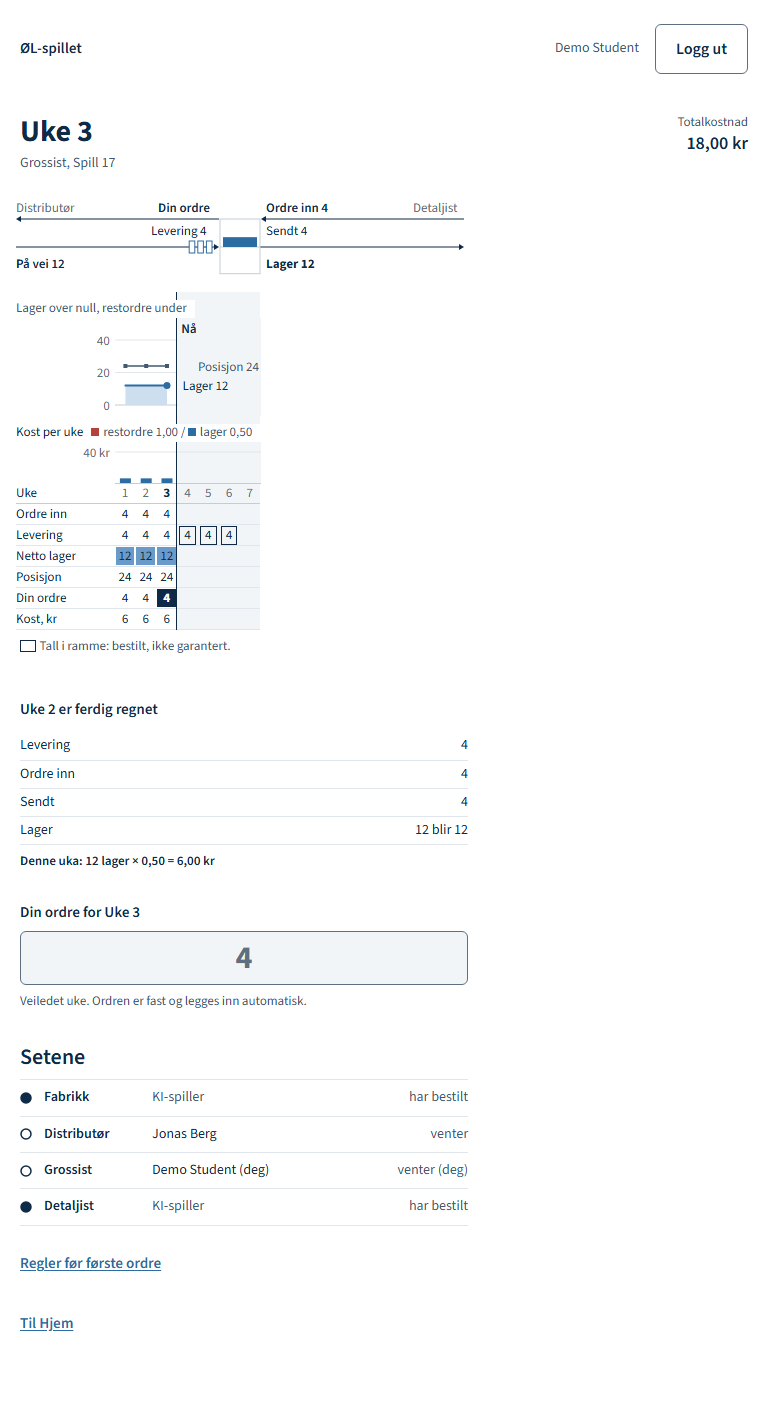 ØL-spillet
Demo Student
Logg ut
Uke 3
Grossist, Spill 17
Totalkostnad
18,00 kr
Distributør Din ordre Ordre inn 4 Detaljist
Levering 4 Sendt 4
På vei 12 Lager 12
Lager over null, restordre under
Nå
40
Posisjon 24
20
Lager 12
0
Kost per uke restordre 1,00 / lager 0,50
40 kr
Uke 1 2 3 4 5 6 7
Ordre inn 4 4 4
Levering 4 4 4 4 4 4
Netto lager 12 12 12
Posisjon 24 24 24
Din ordre 4 4 4
Kost, kr 6 6 6
Tall i ramme: bestilt, ikke garantert.
Uke 2 er ferdig regnet
Levering 4
Ordre inn 4
Sendt 4
Lager 12 blir 12
Denne uka: 12 lager × 0,50 = 6,00 kr
Din ordre for Uke 3
4
Veiledet uke. Ordren er fast og legges inn automatisk.
Setene
Fabrikk KI-spiller har bestilt
Distributør Jonas Berg venter
Grossist Demo Student (deg) venter (deg)
Detaljist KI-spiller har bestilt
Regler før første ordre
Til Hjem